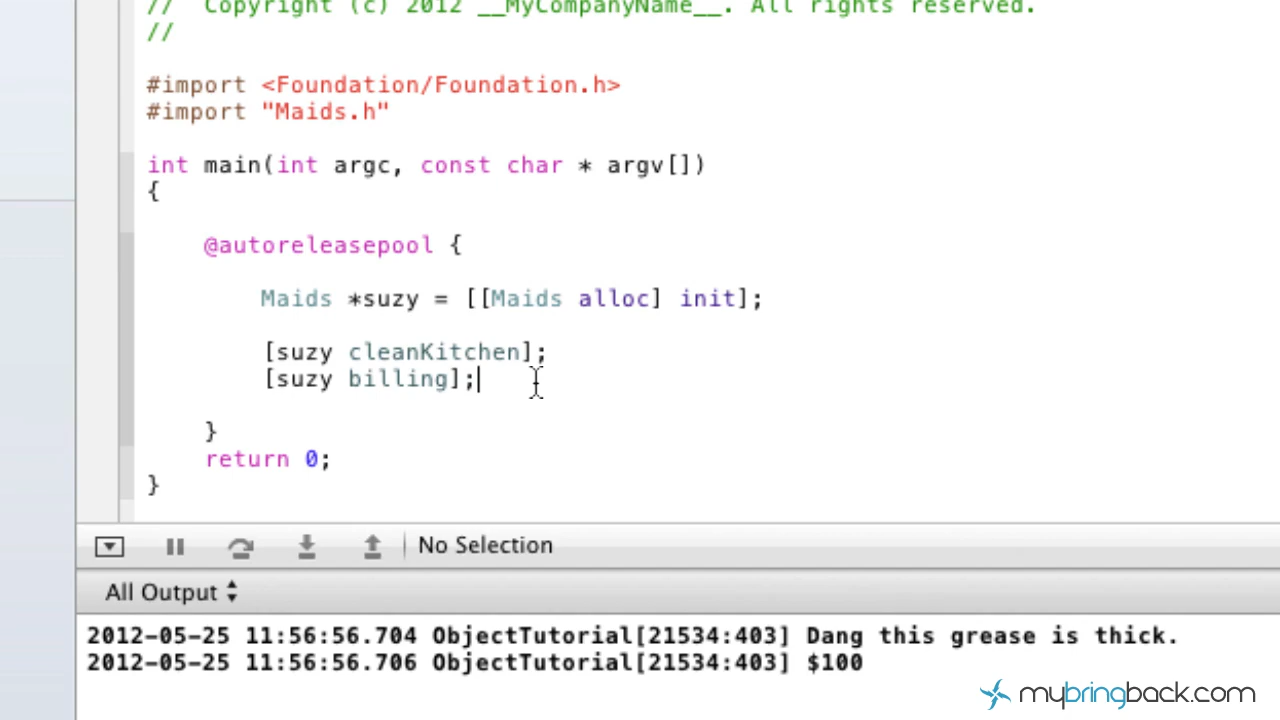 //  Copyright (c) 2012 __MyCompanyName__. All rights reserved.
//
#import <Foundation/Foundation.h>
#import "Maids.h"
int main(int argc, const char * argv[])
{
@autoreleasepool {
Maids *suzy = [[Maids alloc] init];
[suzy cleanKitchen];
[suzy billing];
}
return 0;
}
No Selection
All Output
2012-05-25 11:56:56.704 ObjectTutorial[21534:403] Dang this grease is thick.
2012-05-25 11:56:56.706 ObjectTutorial[21534:403] $100
mybringback.com